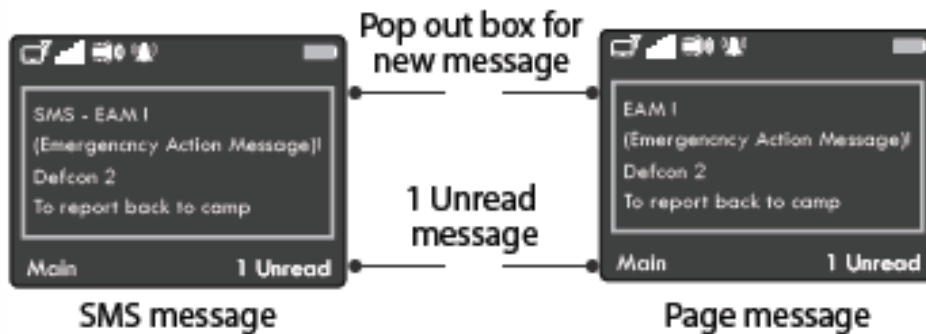 Pop out box for
new message
SMS - EAM !
(Emergenancy Action Message)!
Defcon 2
To report back to camp
Main 1 Unread
SMS message
1 Unread
message
EAM !
(Emergenancy Action Message)!
Defcon 2
To report back to camp
Main 1 Unread
Page message